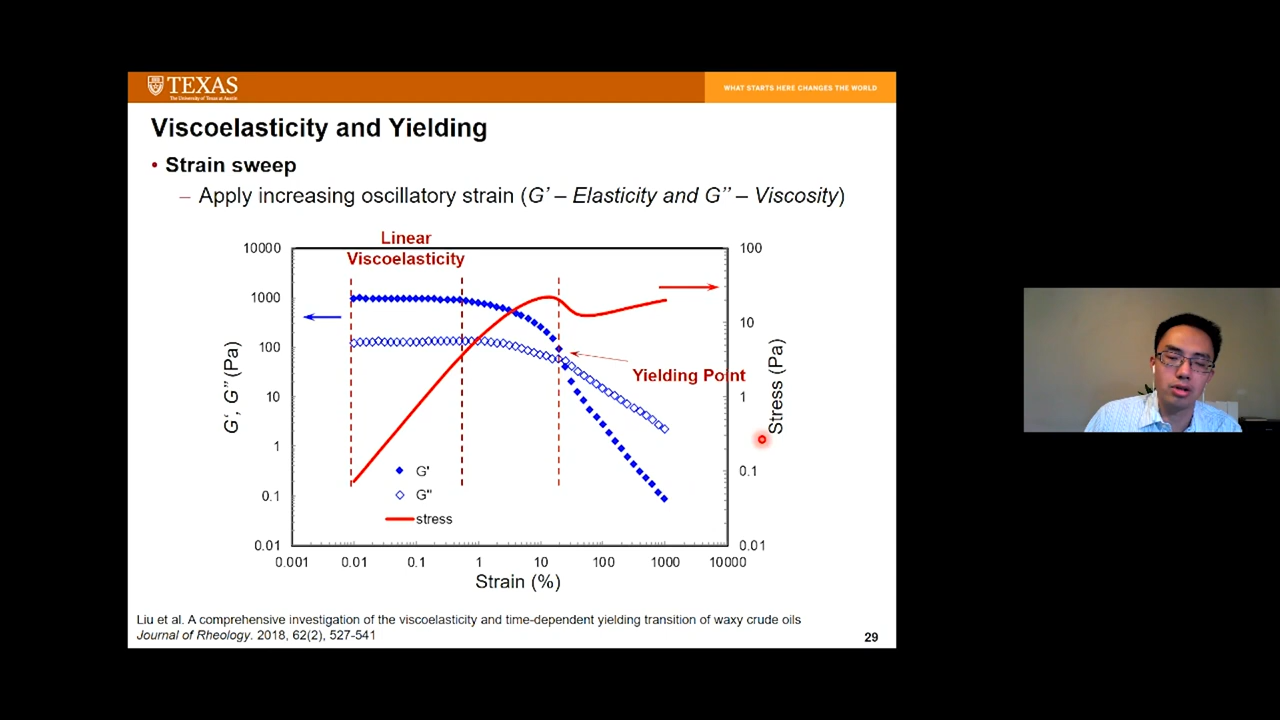 TEXAS
The University of Texas at Austin
WHAT STARTS HERE CHANGES THE WORLD
Viscoelasticity and Yielding
• Strain sweep
– Apply increasing oscillatory strain (G' – Elasticity and G'' – Viscosity)
Linear
Viscoelasticity
10000
1000
100
10
1
0.1
0.01
G', G'' (Pa)
100
10
1
0.1
0.01
Stress (Pa)
Yielding Point
G'
G''
stress
0.001 0.01 0.1 1 10 100 1000 10000
Strain (%)
Liu et al. A comprehensive investigation of the viscoelasticity and time-dependent yielding transition of waxy crude oils
Journal of Rheology. 2018, 62(2), 527-541
29